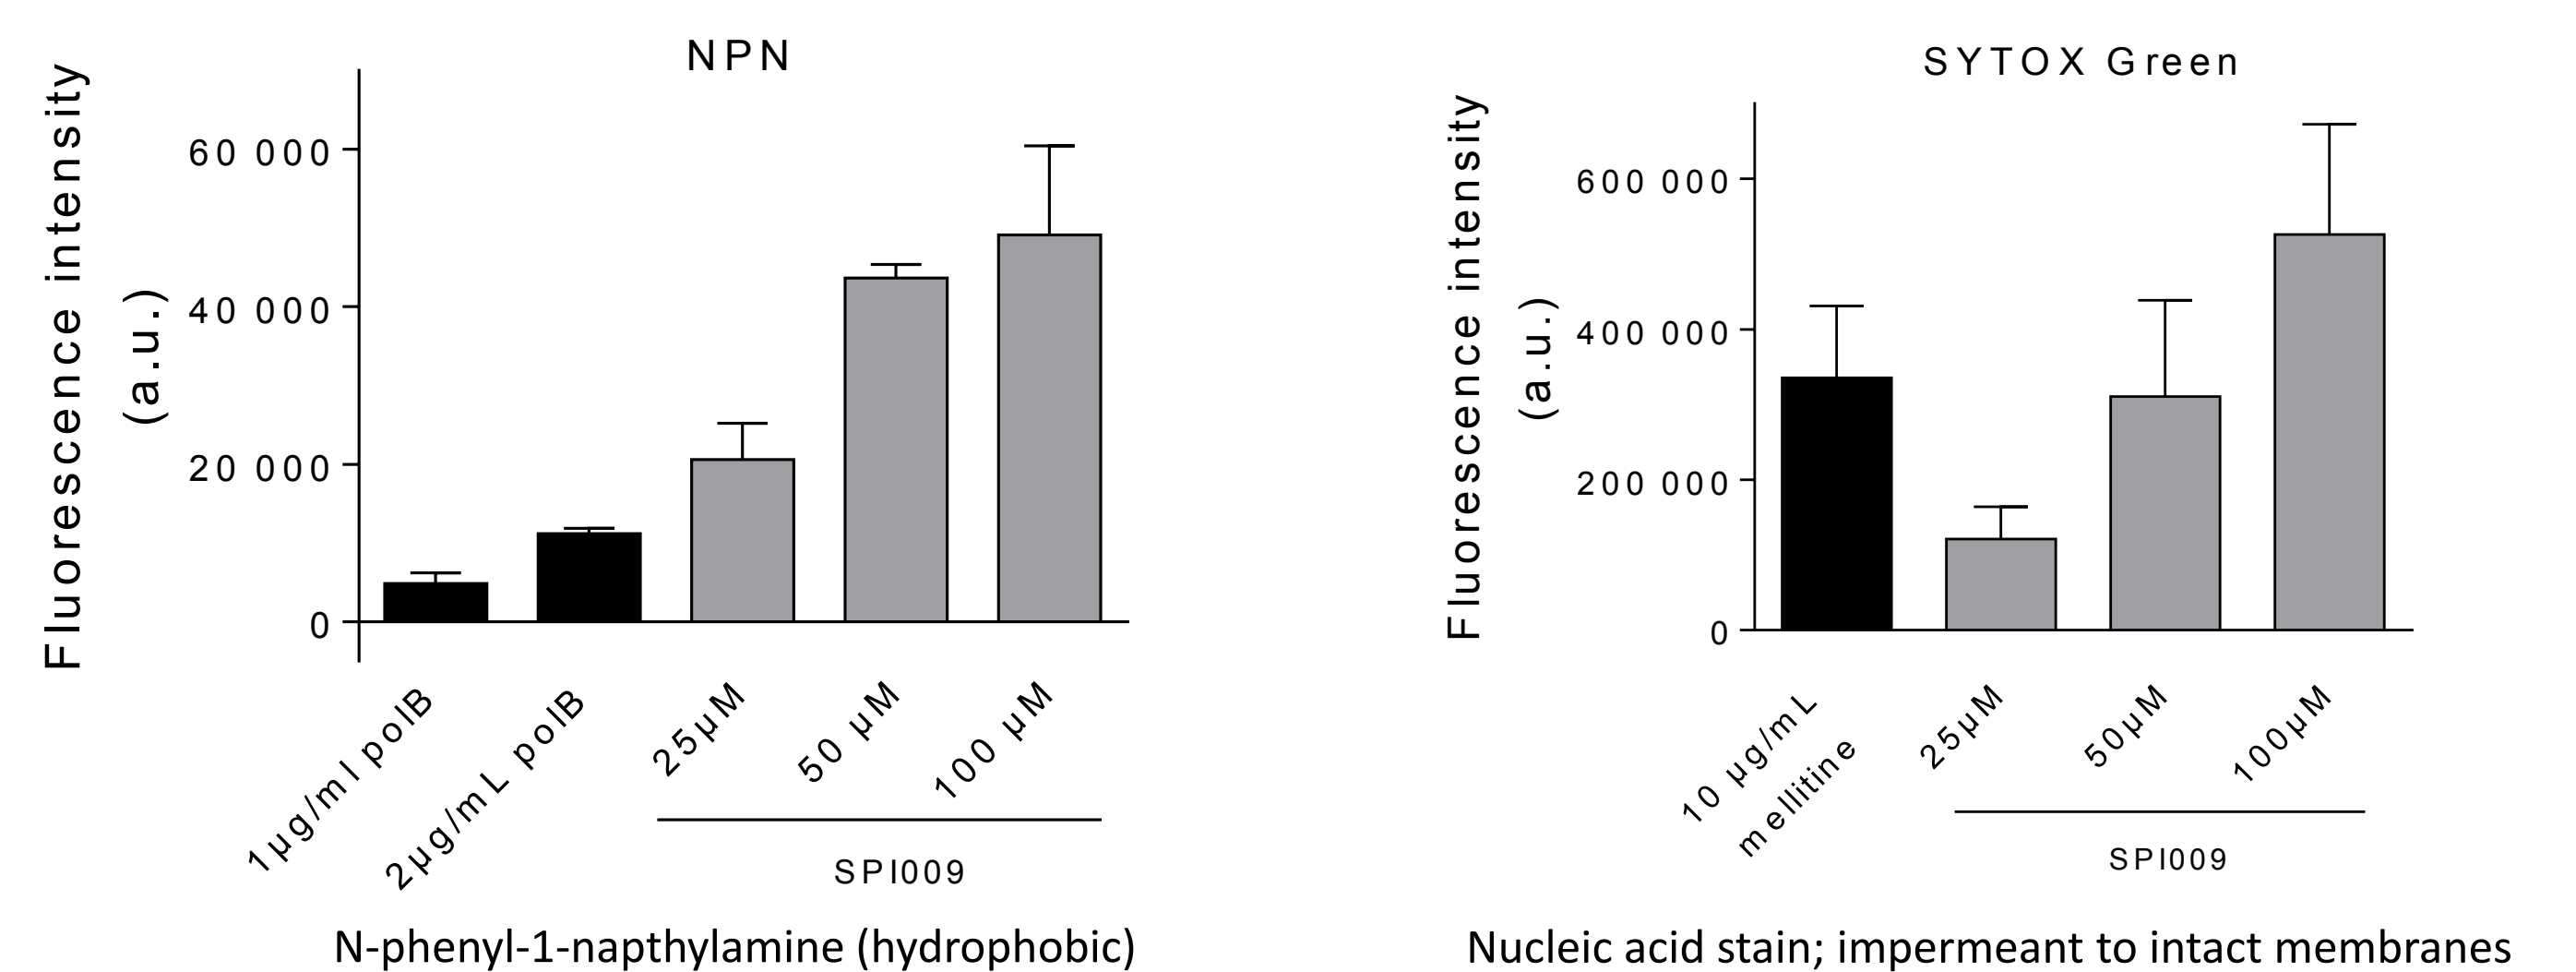 NPN
Fluorescence intensity
(a.u.)
60 000
40 000
20 000
0
1µg/ml polB
2µg/mL polB
25µM
50 µM
100 µM
SPI009
N-phenyl-1-napthylamine (hydrophobic)
SYTOX Green
Fluorescence intensity
(a.u.)
600 000
400 000
200 000
0
10 µg/mL
mellitine
25µM
50µM
100µM
SPI009
Nucleic acid stain; impermeant to intact membranes